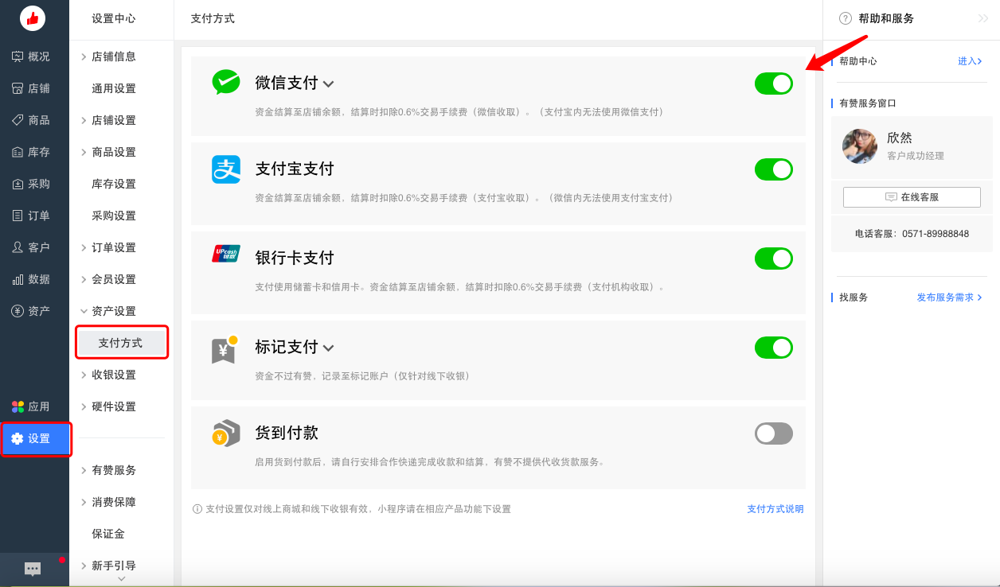 概况
店铺
商品
库存
采购
订单
客户
数据
资产
应用
设置
设置中心
店铺信息
通用设置
店铺设置
商品设置
库存设置
采购设置
订单设置
会员设置
资产设置
支付方式
收银设置
硬件设置
有赞服务
消费保障
保证金
新手引导
支付方式
微信支付
资金结算至店铺余额，结算时扣除0.6%交易手续费（微信收取）。（支付宝内无法使用微信支付）
支
支付宝支付
资金结算至店铺余额，结算时扣除0.6%交易手续费（支付宝收取）。（微信内无法使用支付宝支付）
UPcash
银联
银行卡支付
支付使用储蓄卡和信用卡。资金结算至店铺余额，结算时扣除0.6%交易手续费（支付机构收取）。
¥
标记支付
资金不过有赞，记录至标记账户（仅针对线下收银）
¥
货到付款
启用货到付款后，请自行安排合作快递完成收款和结算，有赞不提供代收货款服务。
支付设置仅对线上商城和线下收银有效，小程序请在相应产品功能下设置
支付方式说明
帮助和服务
帮助中心
进入
有赞服务窗口
欣然
客户成功经理
在线客服
电话客服：0571-89988848
找服务
发布服务需求